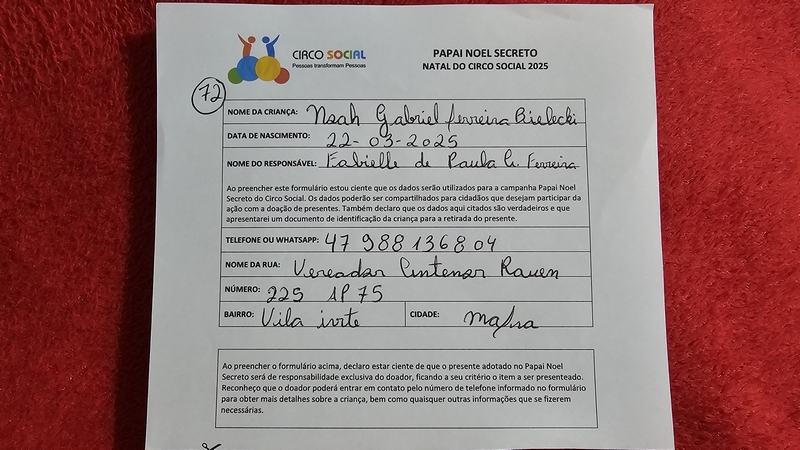 CIRCO SOCIAL
Pessoas transformam Pessoas
PAPAI NOEL SECRETO
NATAL DO CIRCO SOCIAL 2025
72
NOME DA CRIANÇA: Noah Gabriel Ferreira Bielecki
DATA DE NASCIMENTO: 22-03-2025
NOME DO RESPONSÁVEL: Fabielle de Paula G. Ferreira
Ao preencher este formulário estou ciente que os dados serão utilizados para a campanha Papai Noel
Secreto do Circo Social. Os dados poderão ser compartilhados para cidadãos que desejam participar da
ação com a doação de presentes. Também declaro que os dados aqui citados são verdadeiros e que
apresentarei um documento de identificação da criança para a retirada do presente.
TELEFONE OU WHATSAPP: 47 988136804
NOME DA RUA: Vereador Rauen
NÚMERO: 225 AP 75
BAIRRO: Vila ivete CIDADE: Mafra
Ao preencher o formulário acima, declaro estar ciente de que o presente adotado no Papai Noel
Secreto será de responsabilidade exclusiva do doador, ficando a seu critério o item a ser presenteado.
Reconheço que o doador poderá entrar em contato pelo número de telefone informado no formulário
para obter mais detalhes sobre a criança, bem como quaisquer outras informações que se fizerem
necessárias.